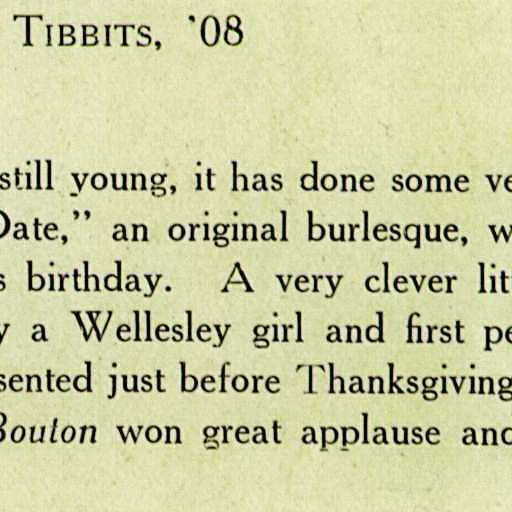 TIBBITS, '08
still young, it has done some ve
Date," an original burlesque, w
s birthday. A very clever lit
y a Wellesley girl and first pe
sented just before Thanksgiving
Bouton won great applause and